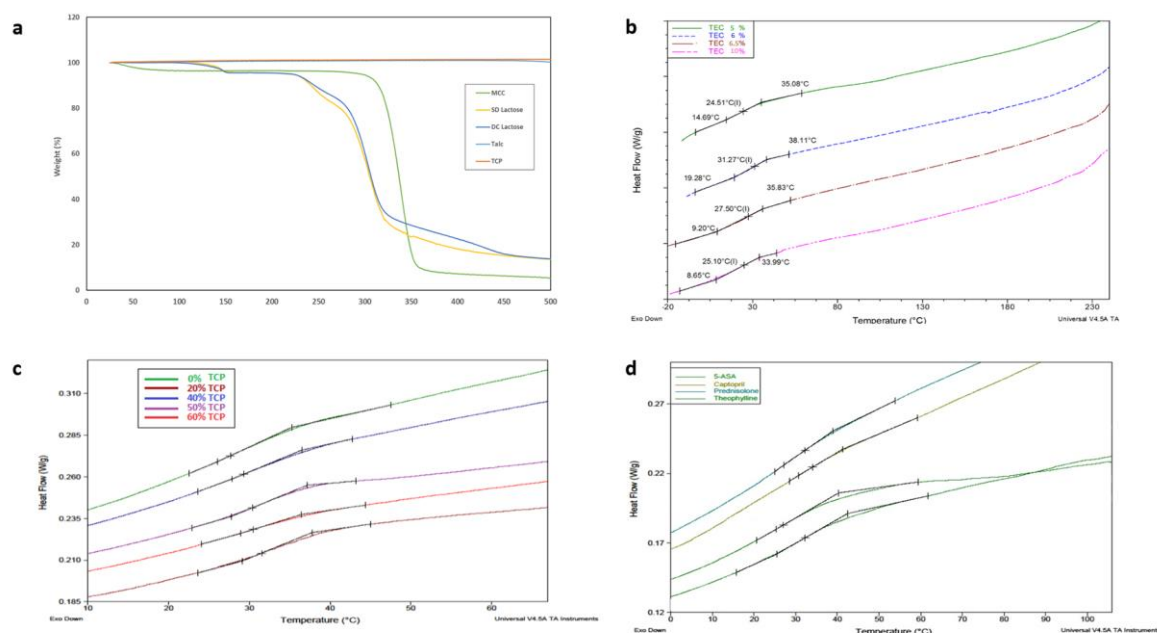 a
120
100
80
60
40
20
0
Weight (%)
MCC
SD Lactose
DC Lactose
Talc
TCP
0 50 100 150 200 250 300 350 400 450 500
b
TEC 5 %
TEC 6 %
TEC 6.5%
TEC 10%
35.08°C
24.51°C(I)
14.69°C
38.11°C
31.27°C(I)
19.28°C
35.83°C
27.50°C(I)
9.20°C
25.10°C(I)
33.99°C
8.65°C
Heat Flow (W/g)
-20 30 80 130 180 230
Exo Down
Temperature (°C)
Universal V4.5A TA
c
0% TCP
20% TCP
40% TCP
50% TCP
60% TCP
0.310
0.285
0.260
0.235
0.210
0.185
Heat Flow (W/g)
10 20 30 40 50 60
Exo Down
Temperature (°C)
Universal V4.5A TA Instruments
d
5-ASA
Captopril
Prednisolone
Theophylline
0.27
0.22
0.17
0.12
Heat Flow (W/g)
0 10 20 30 40 50 60 70 80 90 100
Exo Down
Temperature (°C)
Universal V4.5A TA Instruments